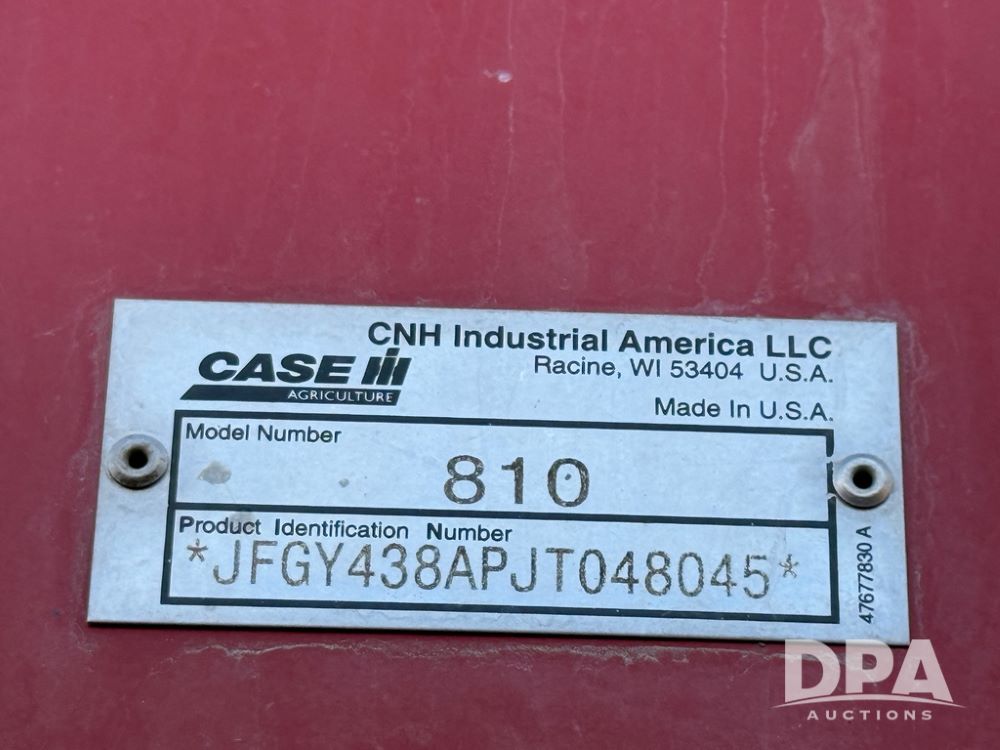 CNH Industrial America LLC
CASE IH
AGRICULTURE
Racine, WI 53404 U.S.A.
Made In U.S.A.
Model Number
810
Product Identification Number
*JFGY438APJT048045*
47677830 A
DPA
AUCTIONS